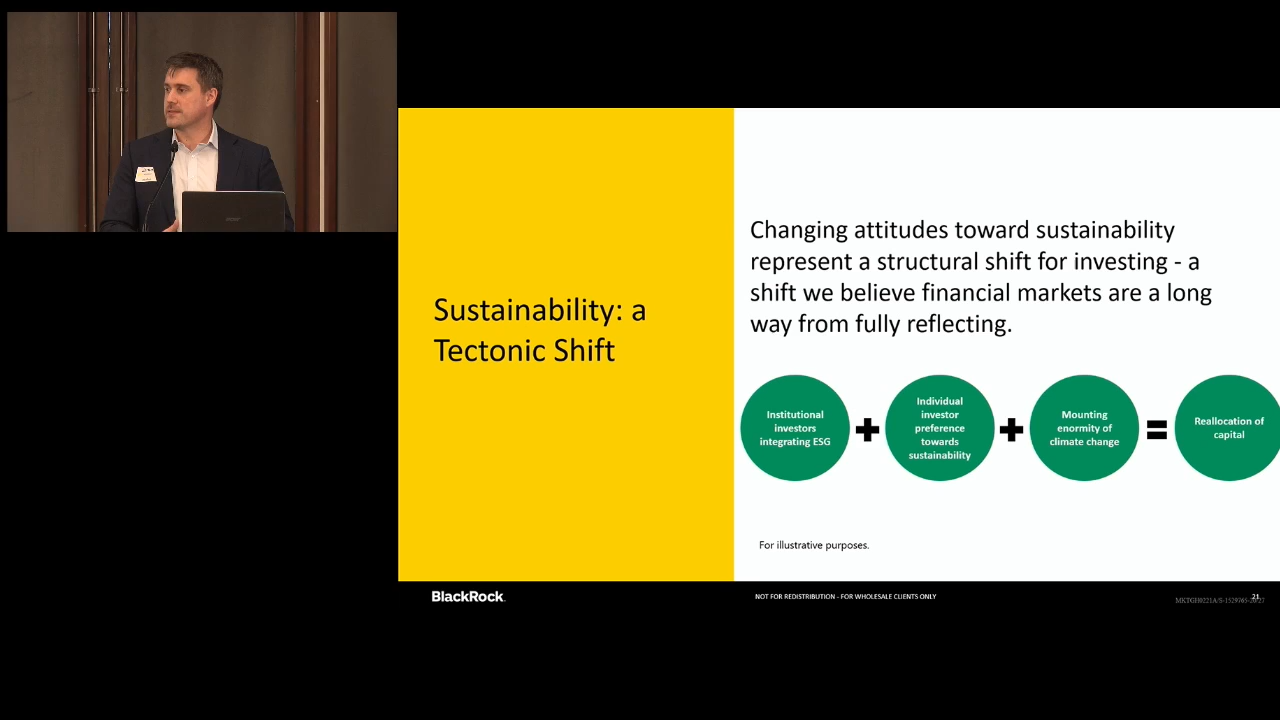 Sustainability: a
Tectonic Shift
Changing attitudes toward sustainability
represent a structural shift for investing - a
shift we believe financial markets are a long
way from fully reflecting.
Institutional
investors
integrating ESG
Individual
investor
preference
towards
sustainability
Mounting
enormity of
climate change
Reallocation of
capital
For illustrative purposes.
BlackRock.
NOT FOR REDISTRIBUTION - FOR WHOLESALE CLIENTS ONLY
21